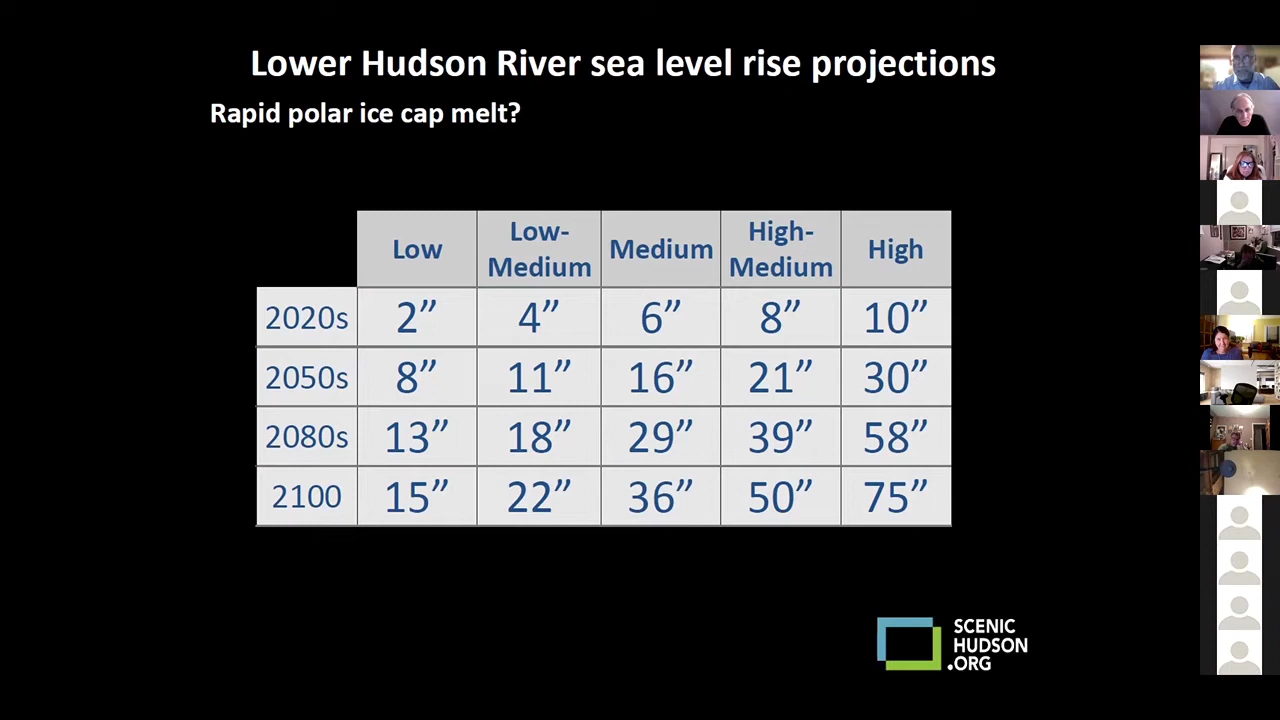 Lower Hudson River sea level rise projections
Rapid polar ice cap melt?
Low Low-Medium Medium High-Medium High
2020s 2” 4” 6” 8” 10”
2050s 8” 11” 16” 21” 30”
2080s 13” 18” 29” 39” 58”
2100 15” 22” 36” 50” 75”
SCENIC
HUDSON
.ORG